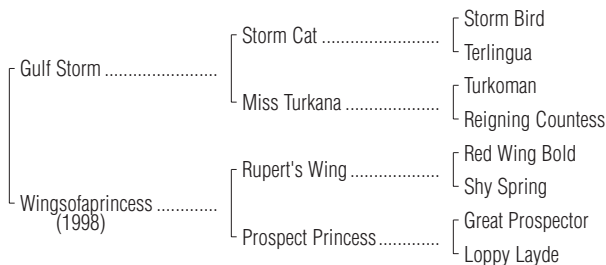 Storm Bird
Storm Cat ..........................
Terlingua
Gulf Storm .........................
Turkoman
Miss Turkana .....................
Reigning Countess
Red Wing Bold
Rupert's Wing ....................
Shy Spring
Wingsofaprincess ..............
(1998)
Great Prospector
Prospect Princess.............
Loppy Layde